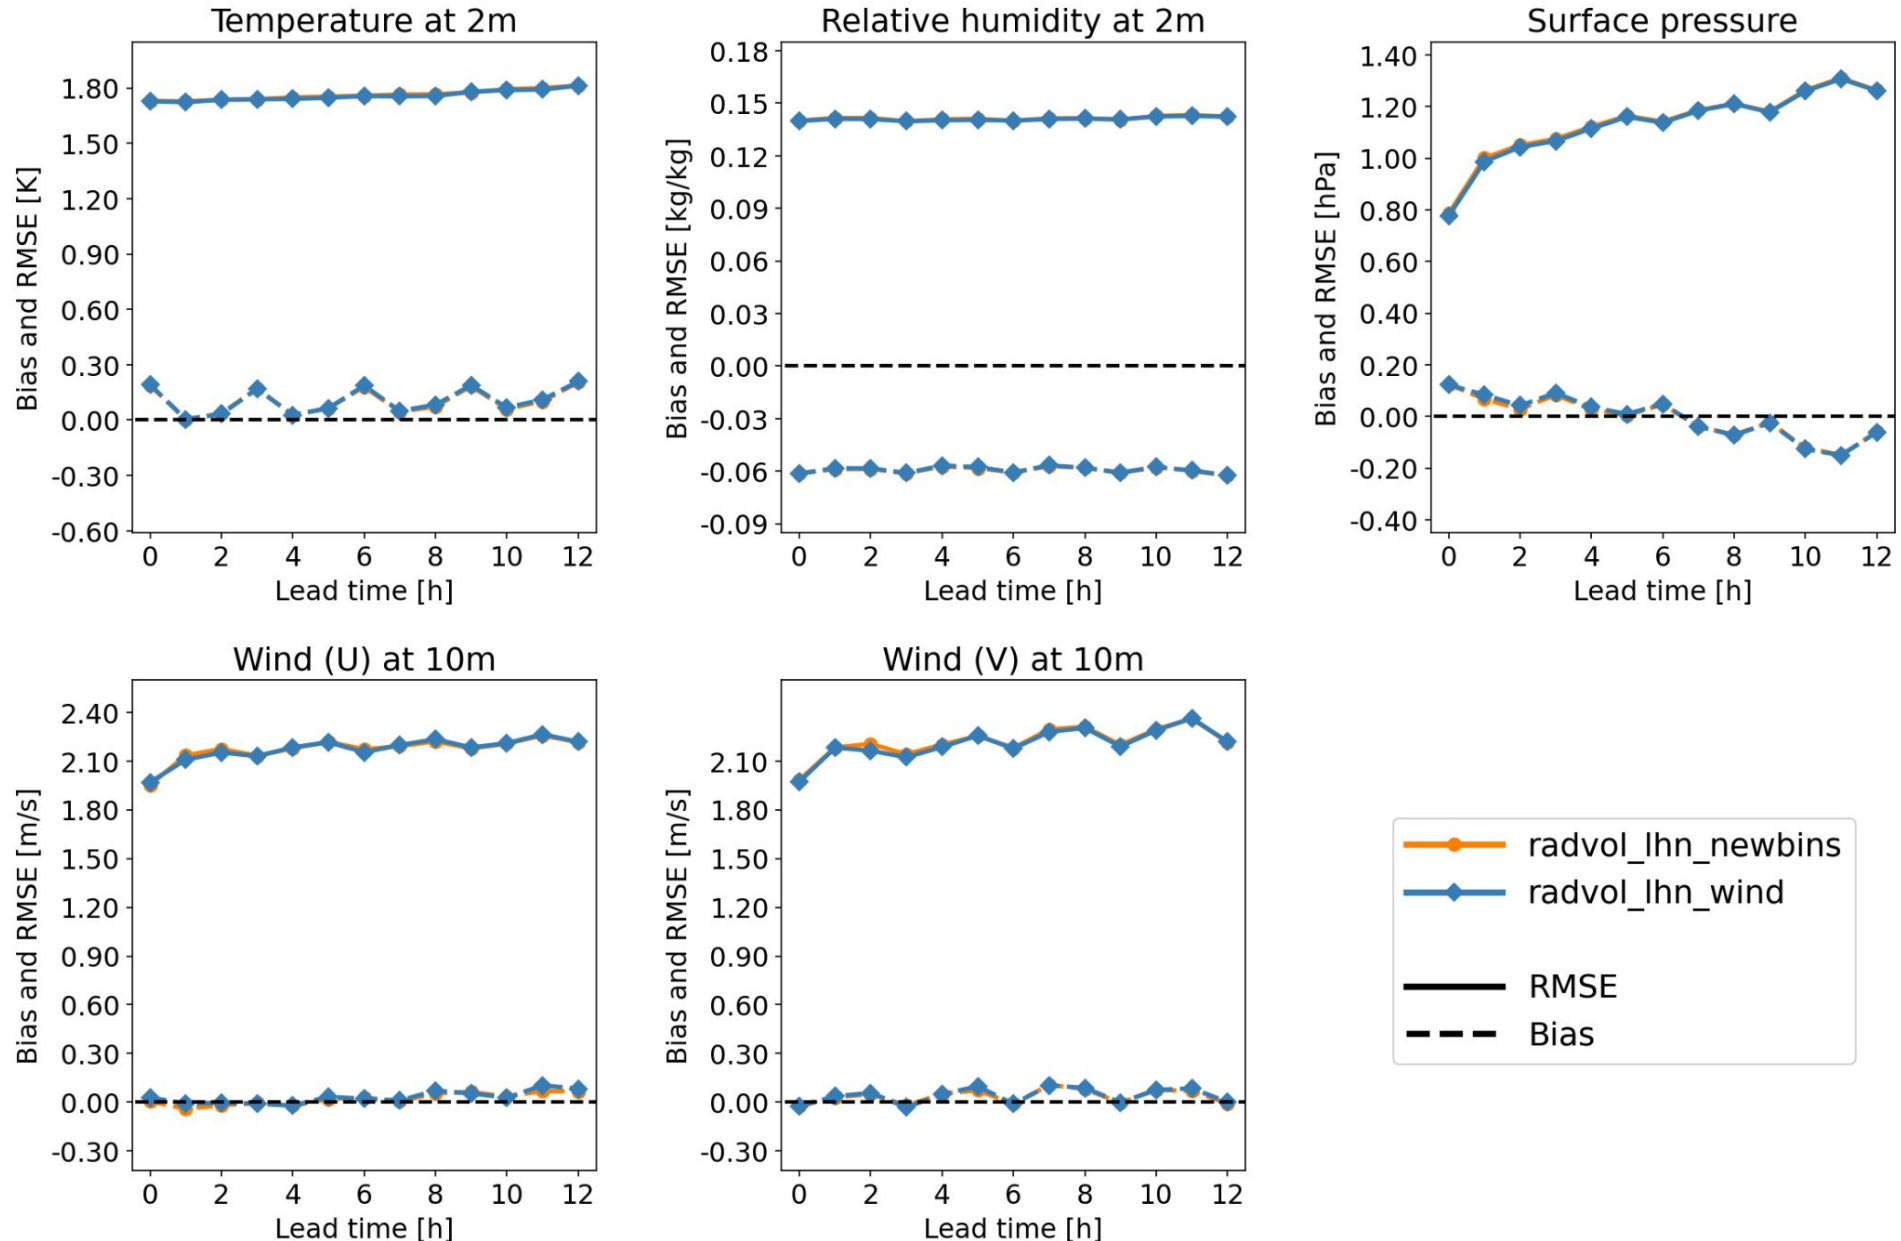 Temperature at 2m
Bias and RMSE [K]
1.80
1.50
1.20
0.90
0.60
0.30
0.00
-0.30
-0.60
0 2 4 6 8 10 12
Lead time [h]
Relative humidity at 2m
Bias and RMSE [kg/kg]
0.18
0.15
0.12
0.09
0.06
0.03
0.00
-0.03
-0.06
-0.09
0 2 4 6 8 10 12
Lead time [h]
Surface pressure
Bias and RMSE [hPa]
1.40
1.20
1.00
0.80
0.60
0.40
0.20
0.00
-0.20
-0.40
0 2 4 6 8 10 12
Lead time [h]
Wind (U) at 10m
Bias and RMSE [m/s]
2.40
2.10
1.80
1.50
1.20
0.90
0.60
0.30
0.00
-0.30
0 2 4 6 8 10 12
Lead time [h]
Wind (V) at 10m
Bias and RMSE [m/s]
2.10
1.80
1.50
1.20
0.90
0.60
0.30
0.00
-0.30
0 2 4 6 8 10 12
Lead time [h]
radvol_lhn_newbins
radvol_lhn_wind
RMSE
Bias